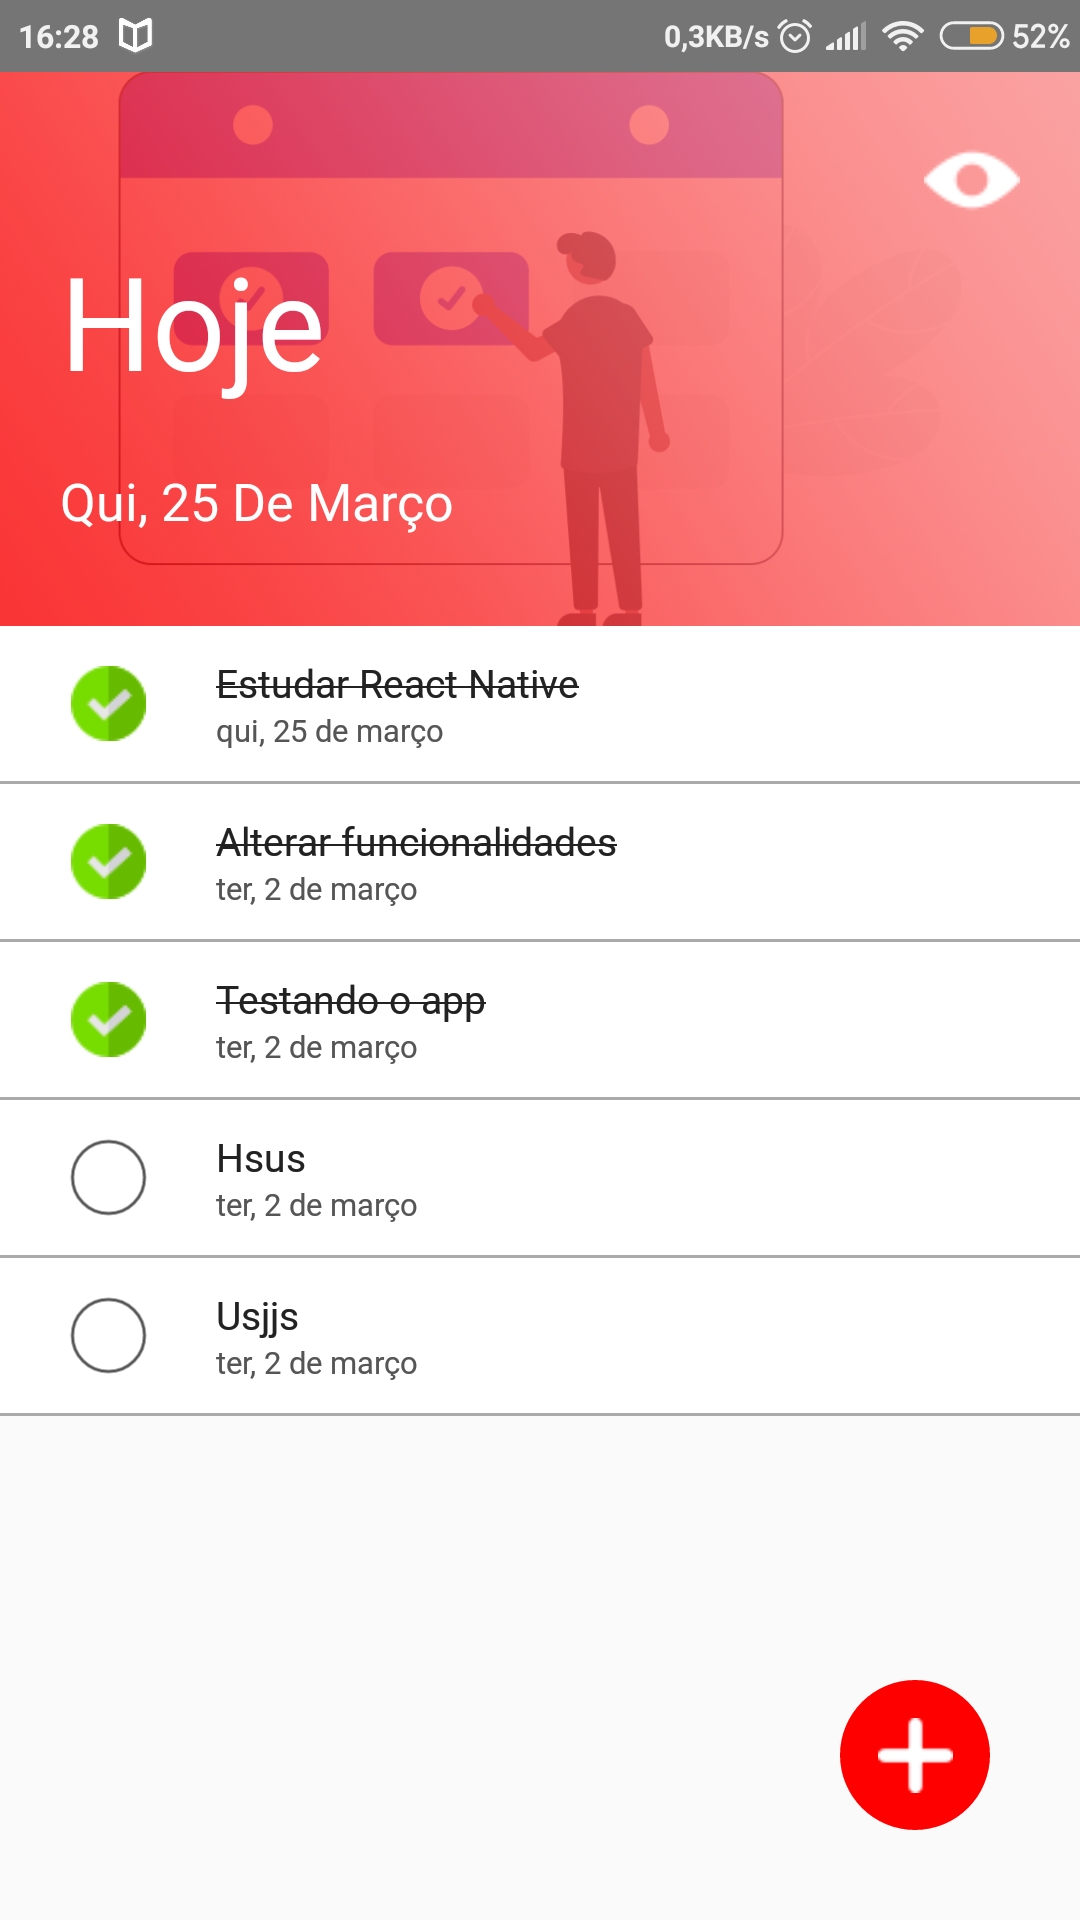 16:28 0,3KB/s 52%
Hoje
Qui, 25 De Março
Estudar React Native
qui, 25 de março
Alterar funcionalidades
ter, 2 de março
Testando o app
ter, 2 de março
Hsus
ter, 2 de março
Usjjs
ter, 2 de março